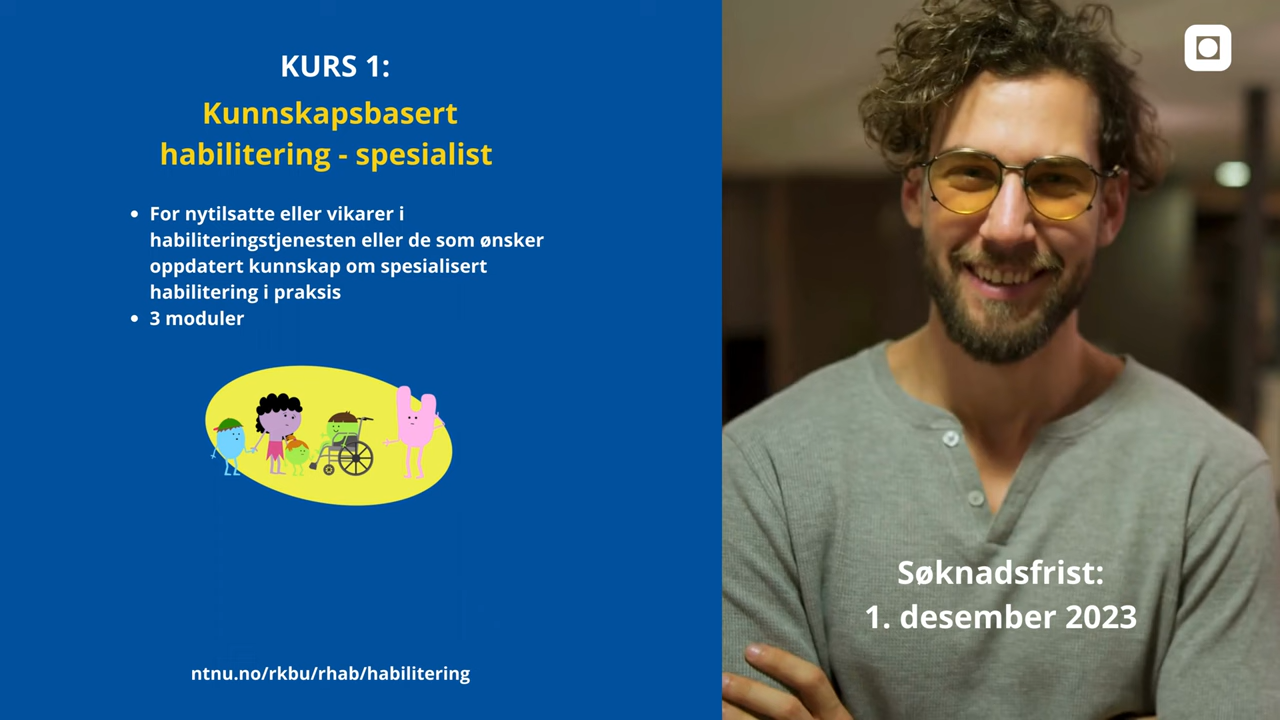 KURS 1:
Kunnskapsbasert
habilitering - spesialist
• For nytilsatte eller vikarer i
habiliteringstjenesten eller de som ønsker
oppdatert kunnskap om spesialisert
habilitering i praksis
• 3 moduler
ntnu.no/rkbu/rhab/habilitering
Søknadsfrist:
1. desember 2023